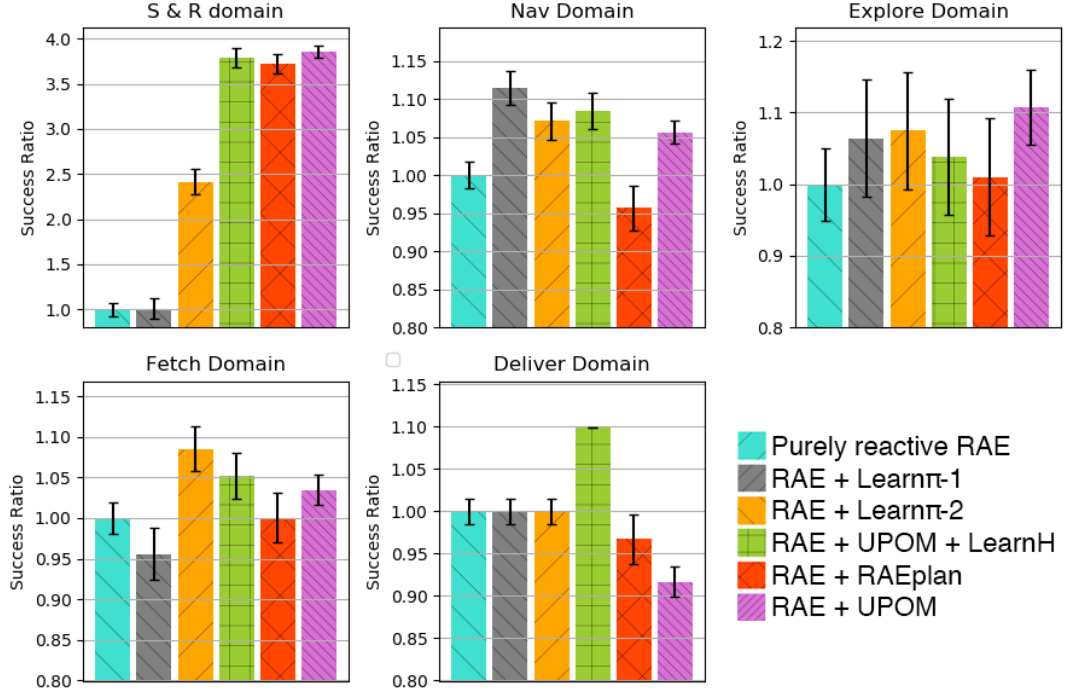 S & R domain
Success Ratio
4.0
3.5
3.0
2.5
2.0
1.5
1.0
Nav Domain
Success Ratio
1.15
1.10
1.05
1.00
0.95
0.90
0.85
0.80
Explore Domain
Success Ratio
1.2
1.1
1.0
0.9
0.8
Fetch Domain
Success Ratio
1.15
1.10
1.05
1.00
0.95
0.90
0.85
0.80
Deliver Domain
Success Ratio
1.15
1.10
1.05
1.00
0.95
0.90
0.85
0.80
Purely reactive RAE
RAE + Learnπ-1
RAE + Learnπ-2
RAE + UPOM + LearnH
RAE + RAEplan
RAE + UPOM